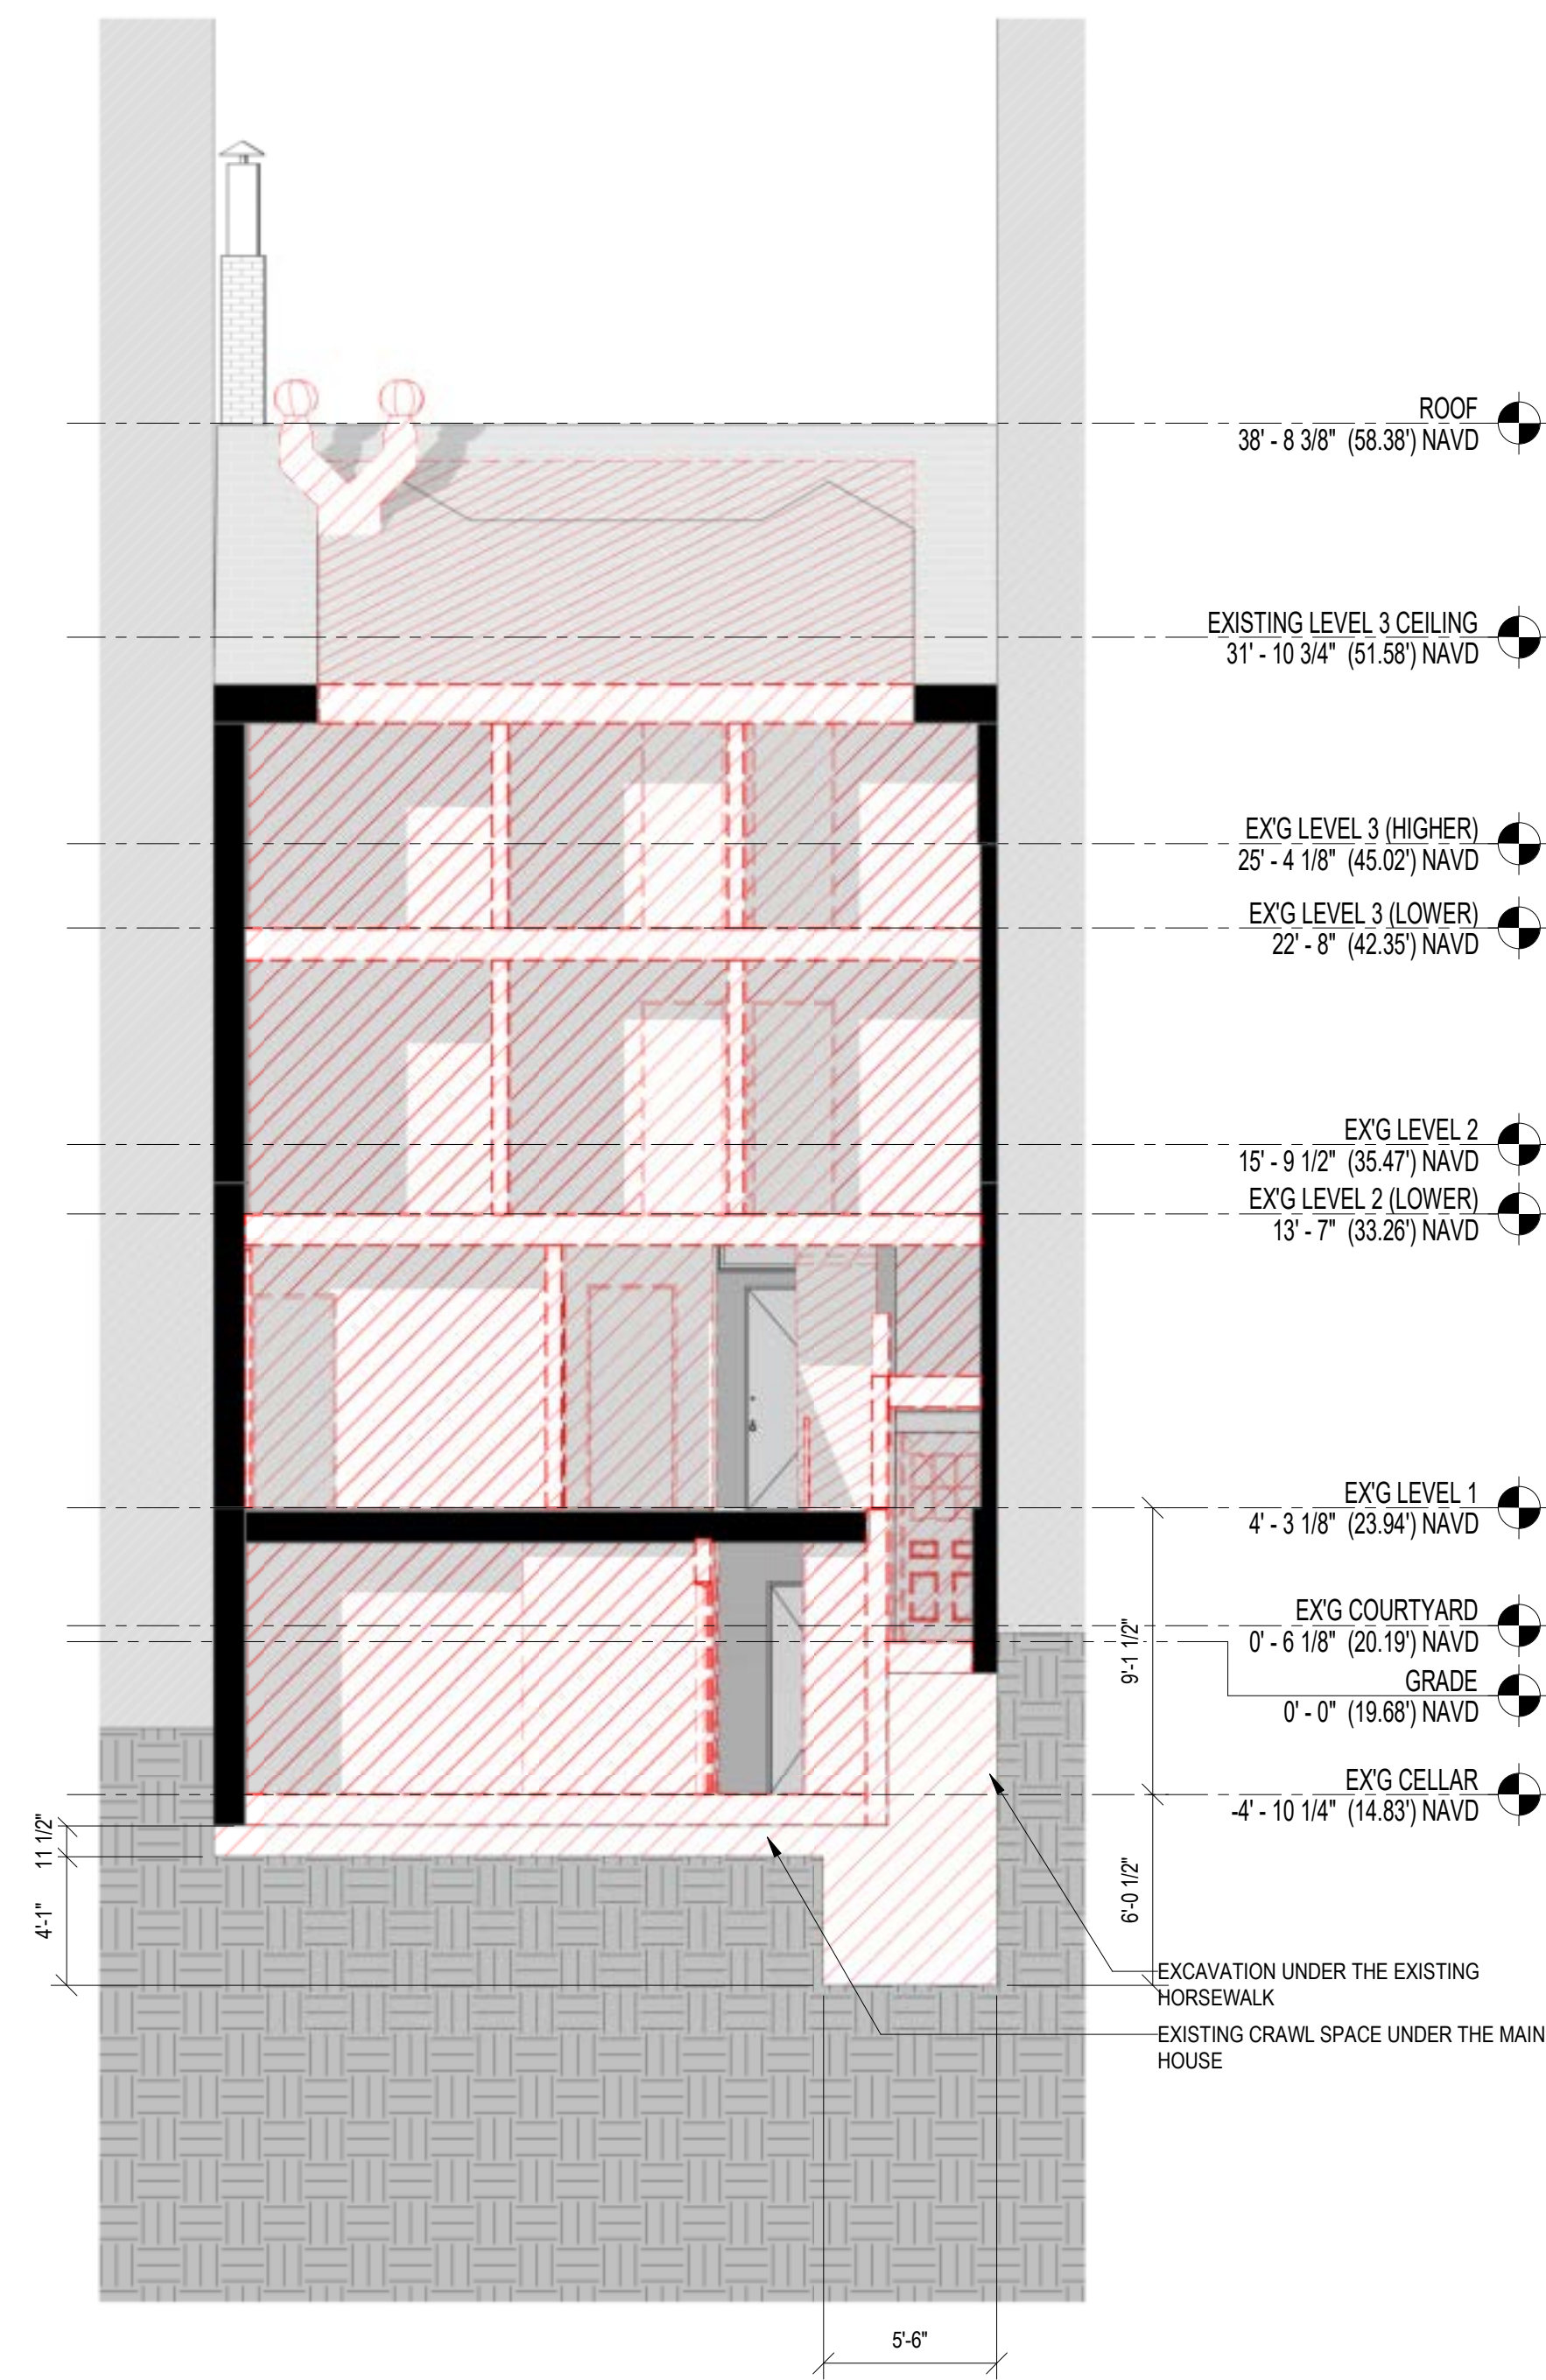 ROOF
38' - 8 3/8" (58.38') NAVD
EXISTING LEVEL 3 CEILING
31' - 10 3/4" (51.58') NAVD
EX'G LEVEL 3 (HIGHER)
25' - 4 1/8" (45.02') NAVD
EX'G LEVEL 3 (LOWER)
22' - 8" (42.35') NAVD
EX'G LEVEL 2
15' - 9 1/2" (35.47') NAVD
EX'G LEVEL 2 (LOWER)
13' - 7" (33.26') NAVD
EX'G LEVEL 1
4' - 3 1/8" (23.94') NAVD
EX'G COURTYARD
0' - 6 1/8" (20.19') NAVD
9'-1 1/2"
GRADE
0' - 0" (19.68') NAVD
EX'G CELLAR
-4' - 10 1/4" (14.83') NAVD
11 1/2"
6'-0 1/2"
4'-1"
EXCAVATION UNDER THE EXISTING
HORSEWALK
EXISTING CRAWL SPACE UNDER THE MAIN
HOUSE
5'-6"